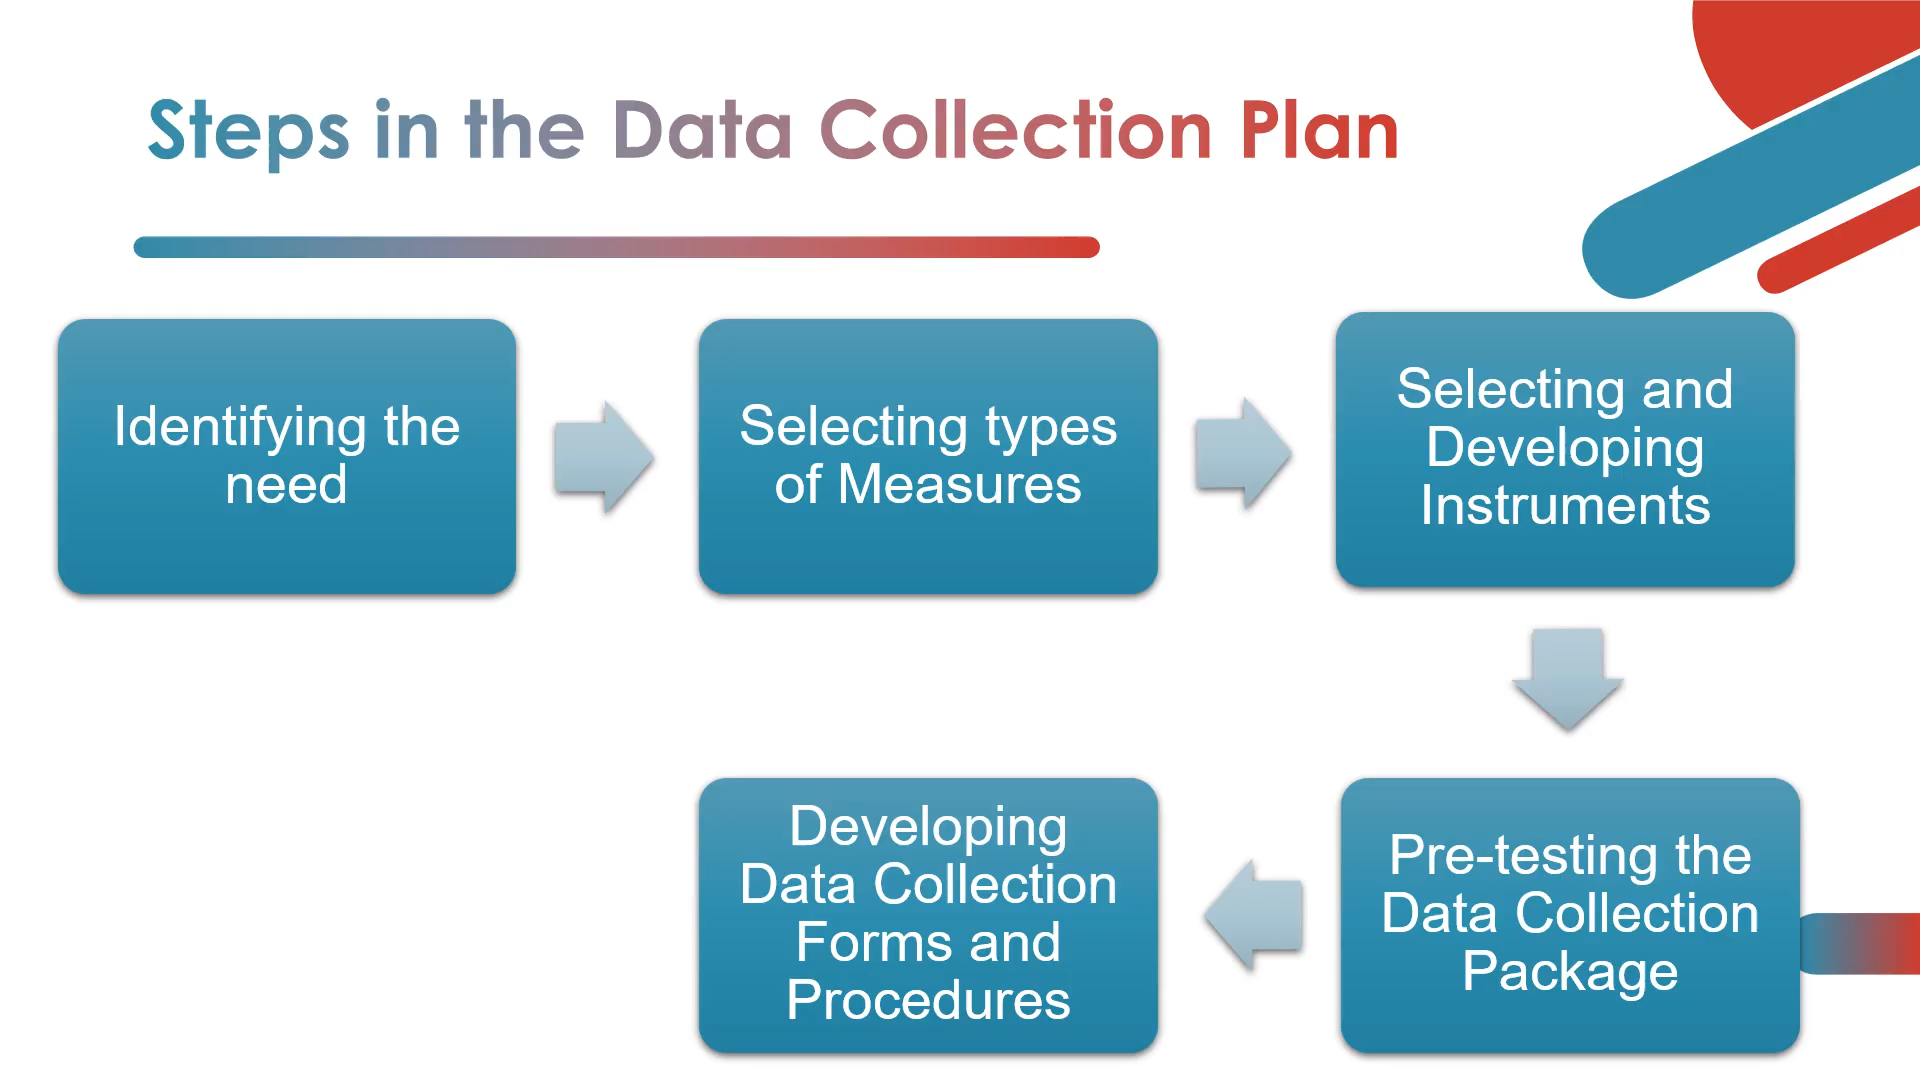 Steps in the Data Collection Plan
Identifying the
need
Selecting types
of Measures
Selecting and
Developing
Instruments
Pre-testing the
Data Collection
Package
Developing
Data Collection
Forms and
Procedures